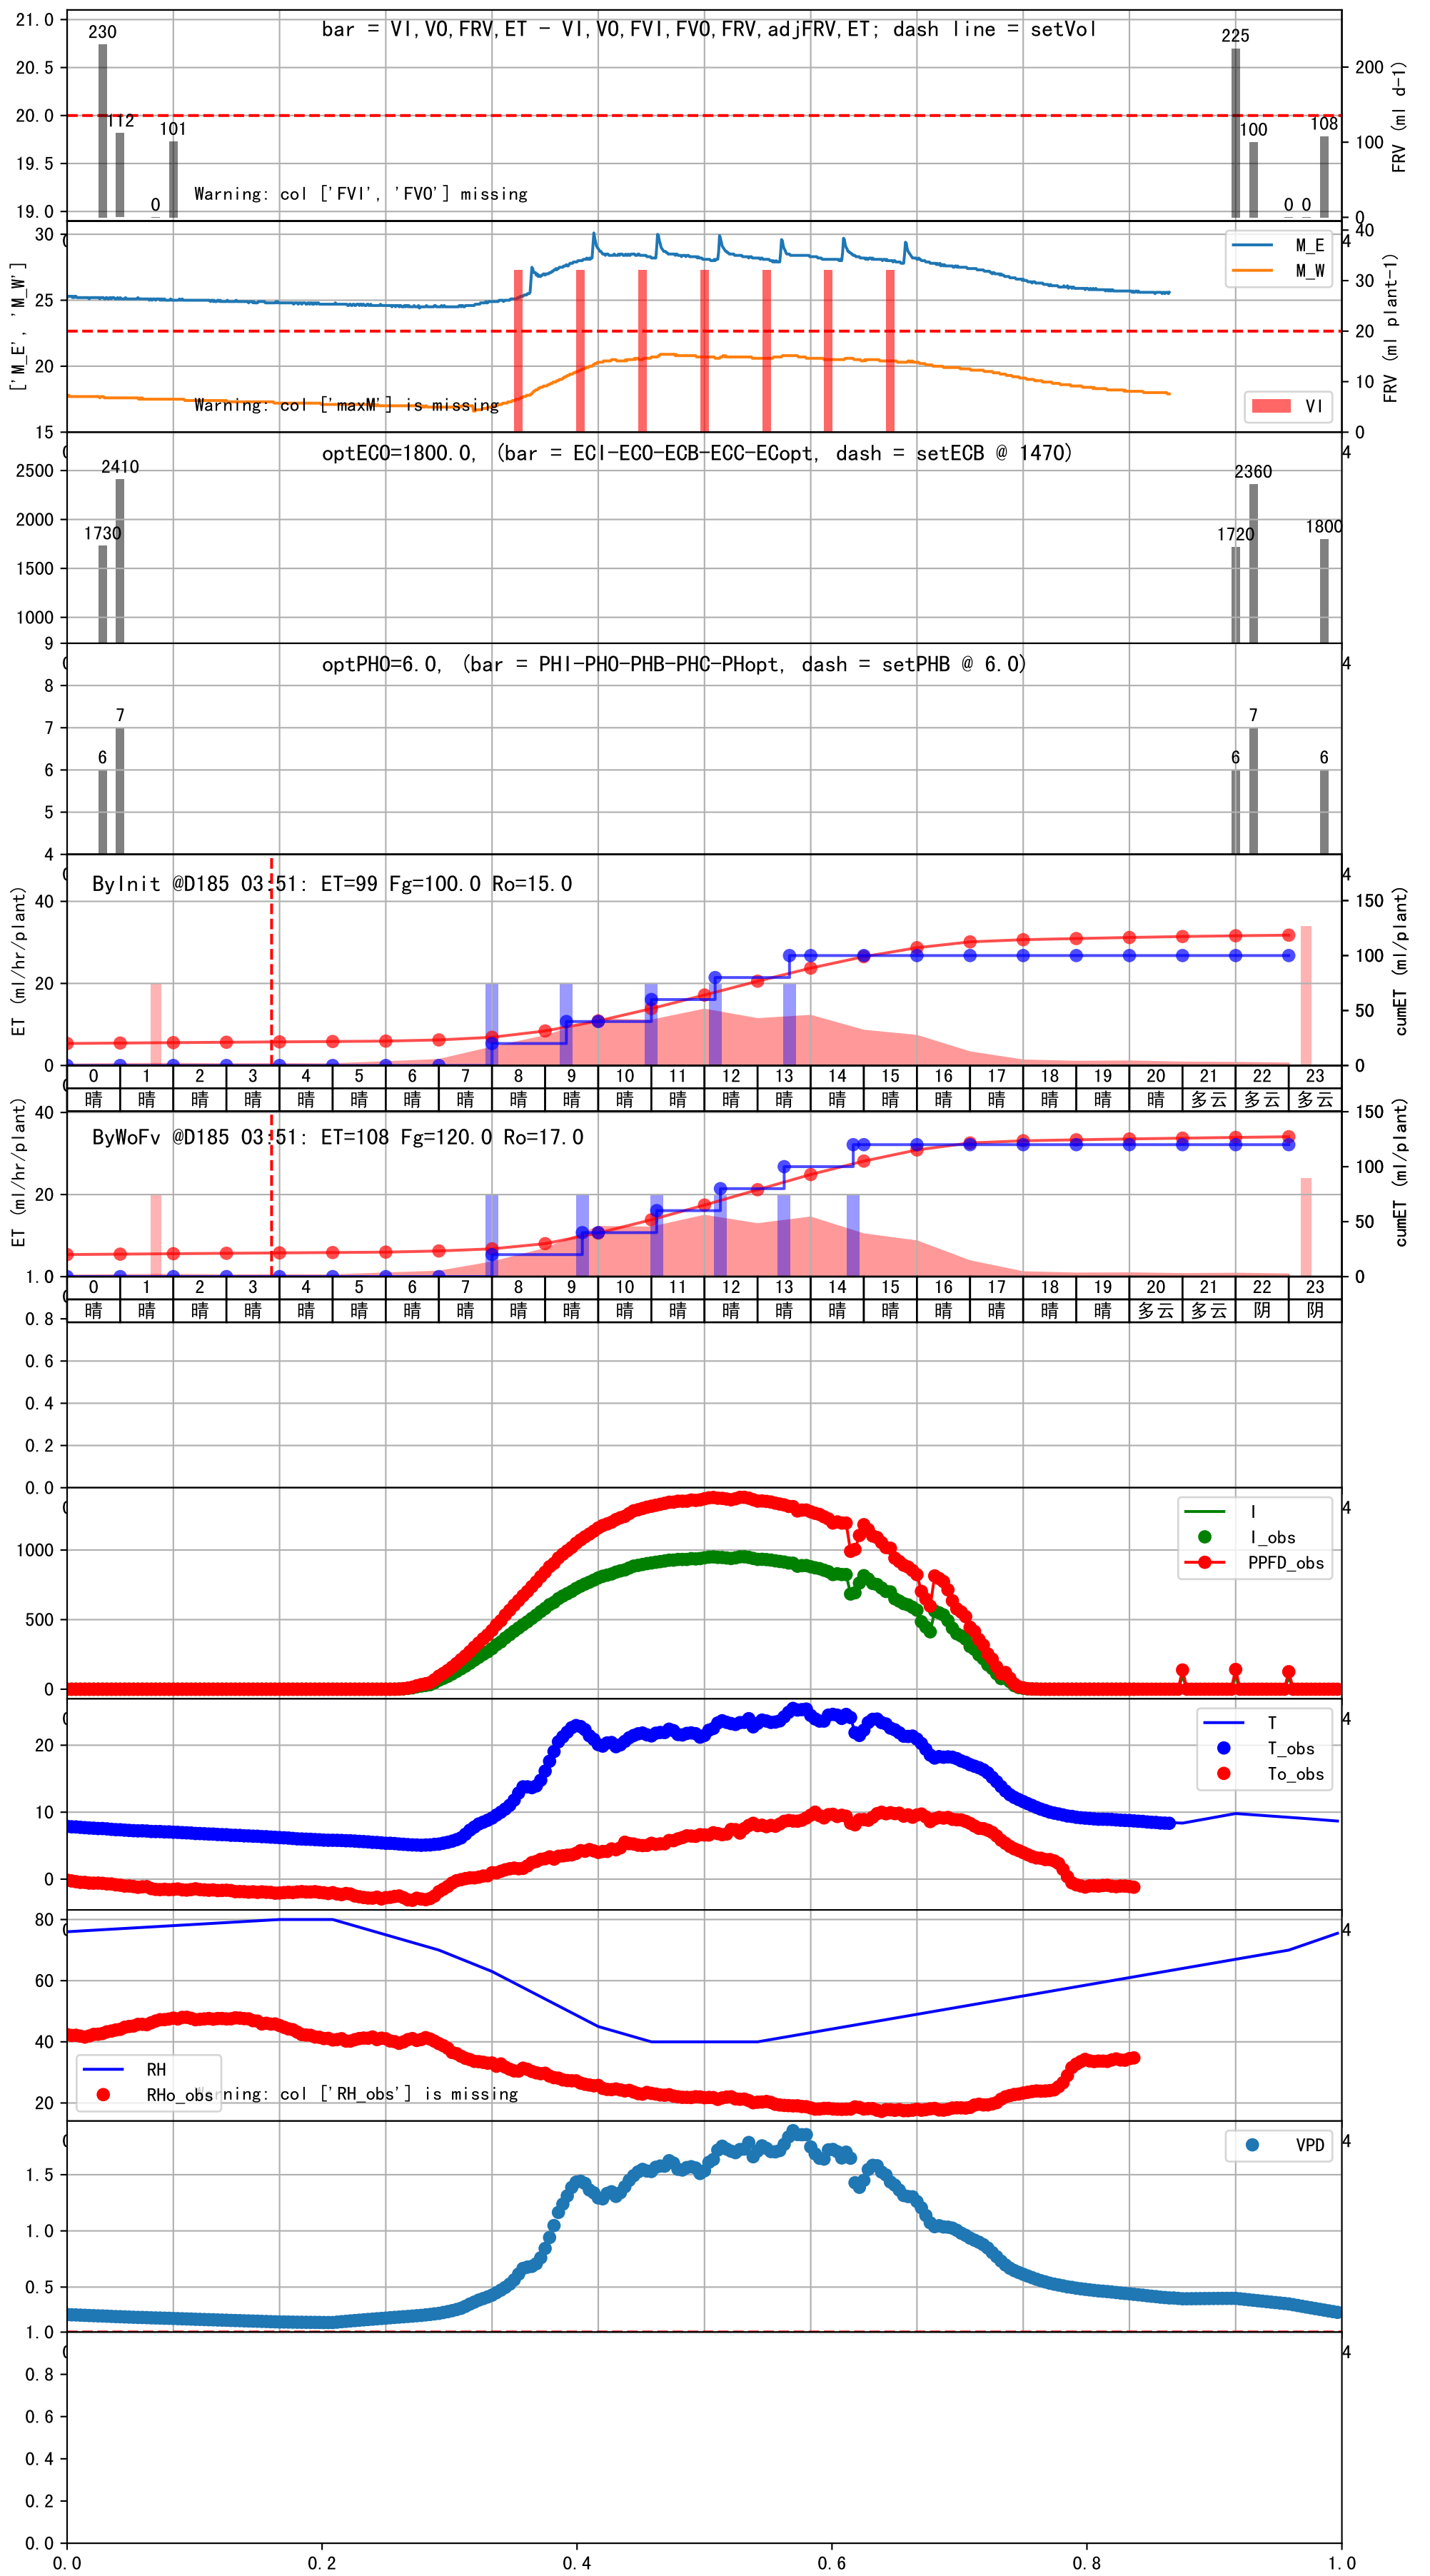 bar = VI,VO,FRV,ET - VI,VO,FVI,FVO,FRV,adjFRV,ET; dash line = setVol
21.0
20.5
20.0
19.5
19.0
230
112
0
101
225
100
0 0
108
200
100
0
FRV (ml d-1)
Warning: col ['FVI', 'FVO'] missing
30
25
20
15
['M_E', 'M_W']
M_E
M_W
VI
40
30
20
10
0
FRV (ml plant-1)
Warning: col ['maxM'] is missing
4
optECO=1800.0, (bar = ECI-ECO-ECB-ECC-ECopt, dash = setECB @ 1470)
2500
2000
1500
1000
1730
2410
1720
2360
1800
4
optPHO=6.0, (bar = PHI-PHO-PHB-PHC-PHopt, dash = setPHB @ 6.0)
9
8
7
6
5
4
6
7
6
7
6
4
ByInit @D185 03:51: ET=99 Fg=100.0 Ro=15.0
40
20
0
ET (ml/hr/plant)
150
100
50
0
cumET (ml/plant)
4
0 1 2 3 4 5 6 7 8 9 10 11 12 13 14 15 16 17 18 19 20 21 22 23
晴 晴 晴 晴 晴 晴 晴 晴 晴 晴 晴 晴 晴 晴 晴 晴 晴 晴 晴 晴 晴 多云 多云 多云
ByWoFv @D185 03:51: ET=108 Fg=120.0 Ro=17.0
40
20
ET (ml/hr/plant)
150
100
50
0
cumET (ml/plant)
0 1 2 3 4 5 6 7 8 9 10 11 12 13 14 15 16 17 18 19 20 21 22 23
晴 晴 晴 晴 晴 晴 晴 晴 晴 晴 晴 晴 晴 晴 晴 晴 晴 晴 晴 晴 多云 多云 阴 阴
1.0
0.8
0.6
0.4
0.2
0.0
I
I_obs
PPFD_obs
1000
500
0
4
T
T_obs
To_obs
20
10
0
4
80
60
40
20
4
RH
RHo_obs
rning: col ['RH_obs'] is missing
VPD
1.5
1.0
0.5
4
1.0
0.8
0.6
0.4
0.2
0.0
4
0.0 0.2 0.4 0.6 0.8 1.0